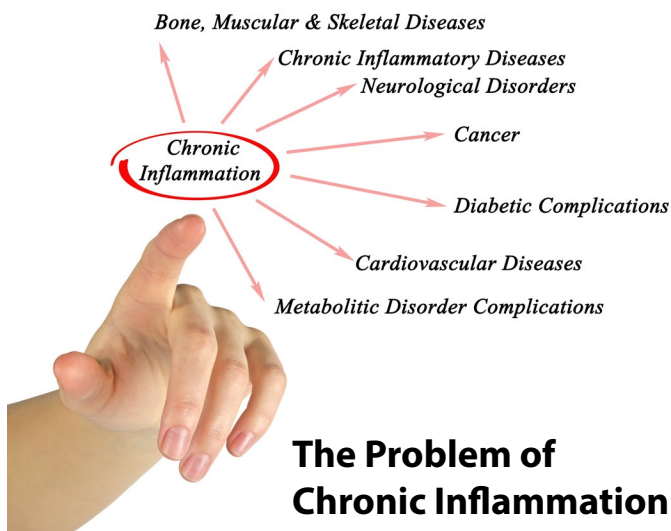 Bone, Muscular & Skeletal Diseases
Chronic Inflammatory Diseases
Neurological Disorders
Chronic
Inflammation
Cancer
Diabetic Complications
Cardiovascular Diseases
Metabolitic Disorder Complications
The Problem of
Chronic Inflammation